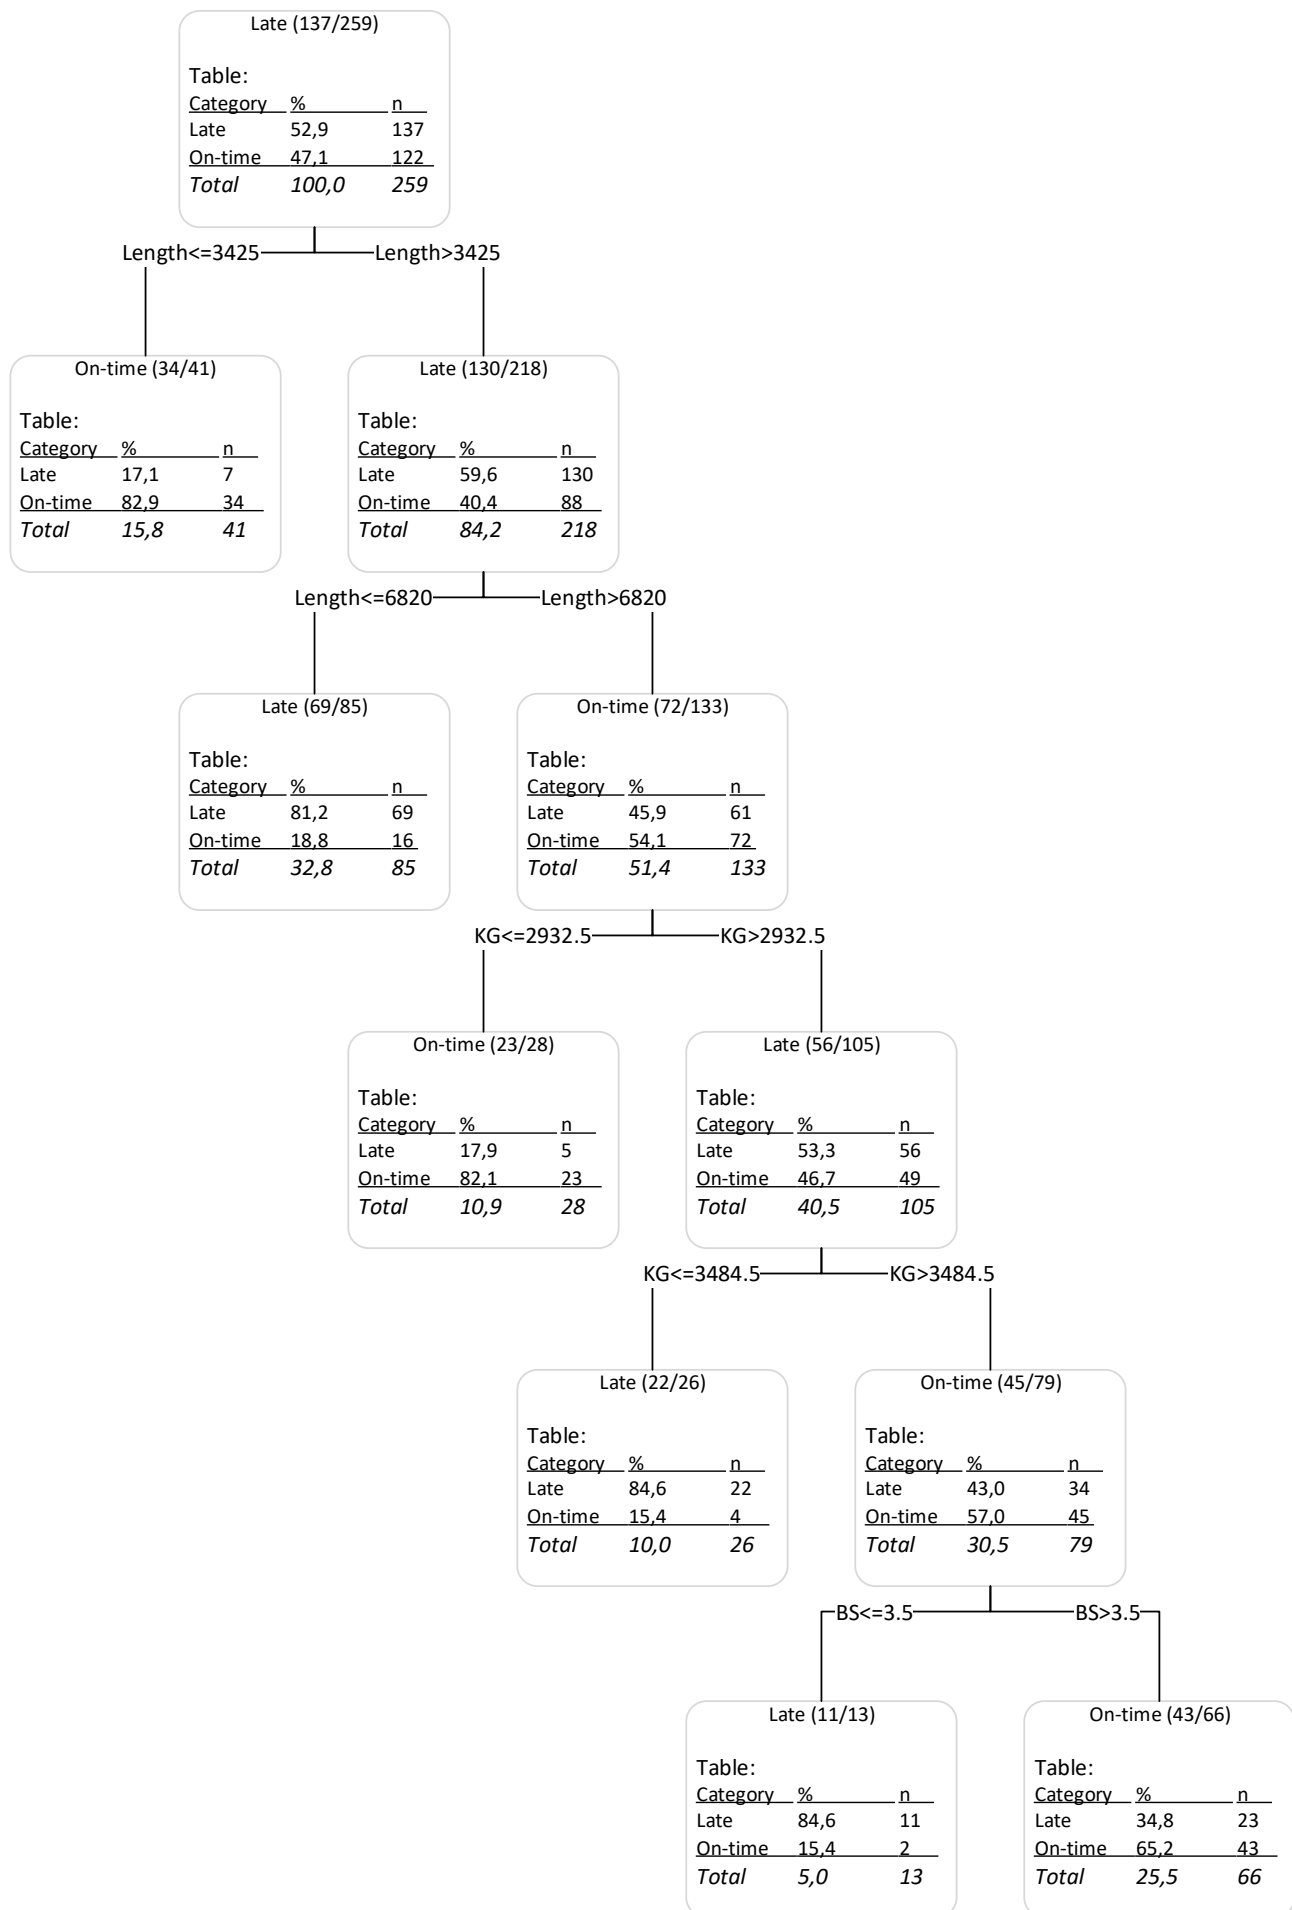 Late (137/259)
Table:
Category % n
Late 52,9 137
On-time 47,1 122
Total 100,0 259
Length<=3425 Length>3425
On-time (34/41)
Table:
Category % n
Late 17,1 7
On-time 82,9 34
Total 15,8 41
Late (130/218)
Table:
Category % n
Late 59,6 130
On-time 40,4 88
Total 84,2 218
Length<=6820 Length>6820
Late (69/85)
Table:
Category % n
Late 81,2 69
On-time 18,8 16
Total 32,8 85
On-time (72/133)
Table:
Category % n
Late 45,9 61
On-time 54,1 72
Total 51,4 133
KG<=2932.5 KG>2932.5
On-time (23/28)
Table:
Category % n
Late 17,9 5
On-time 82,1 23
Total 10,9 28
Late (56/105)
Table:
Category % n
Late 53,3 56
On-time 46,7 49
Total 40,5 105
KG<=3484.5 KG>3484.5
Late (22/26)
Table:
Category % n
Late 84,6 22
On-time 15,4 4
Total 10,0 26
On-time (45/79)
Table:
Category % n
Late 43,0 34
On-time 57,0 45
Total 30,5 79
BS<=3.5 BS>3.5
Late (11/13)
Table:
Category % n
Late 84,6 11
On-time 15,4 2
Total 5,0 13
On-time (43/66)
Table:
Category % n
Late 34,8 23
On-time 65,2 43
Total 25,5 66